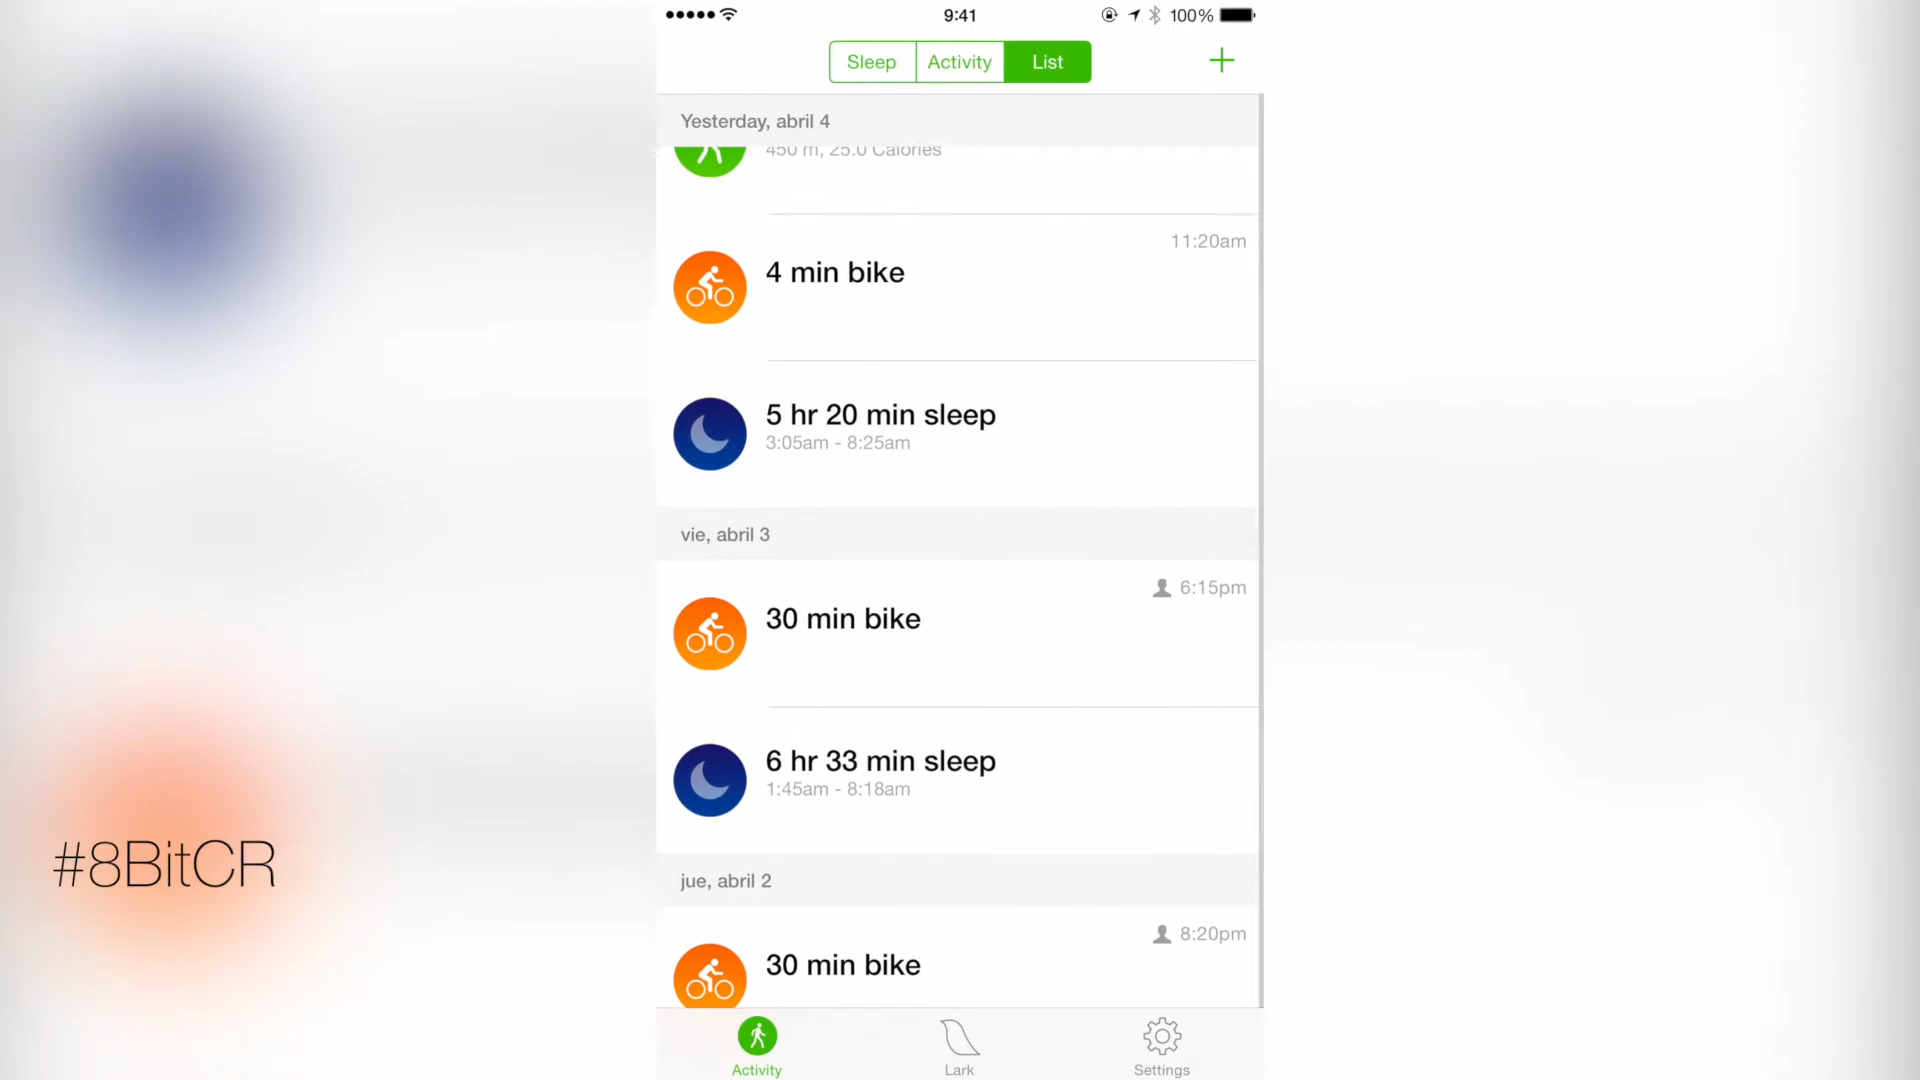 9:41
100%
Sleep
Activity
List
+
Yesterday, abril 4
450 m, 25.0 Calories
11:20am
4 min bike
5 hr 20 min sleep
3:05am - 8:25am
vie, abril 3
6:15pm
30 min bike
6 hr 33 min sleep
1:45am - 8:18am
jue, abril 2
8:20pm
30 min bike
Activity
Lark
Settings
#8BitCR